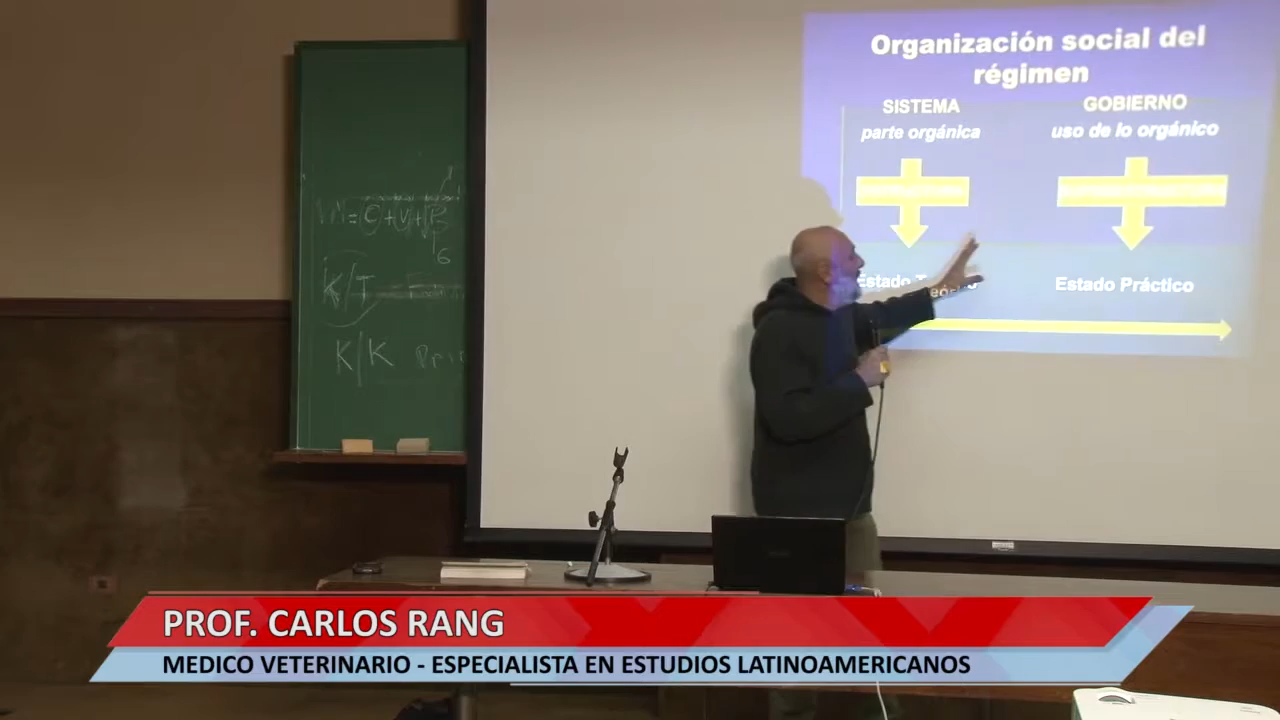 Organización social del
régimen
SISTEMA
GOBIERNO
parte orgánica
uso de lo orgánico
Estado
Estado Práctico
K/T
K/K
6
PROF. CARLOS RANG
MEDICO VETERINARIO - ESPECIALISTA EN ESTUDIOS LATINOAMERICANOS